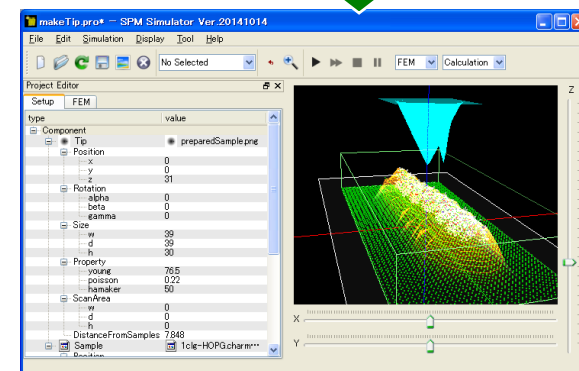 makeTip.pro* － SPM Simulator Ver.20141014
File Edit Simulation Display Tool Help
No Selected FEM Calculation
Project Editor
Setup FEM
type value
Component
Tip preparedSample.png
Position
x 0
y 0
z 31
Rotation
alpha 0
beta 0
gamma 0
Size
w 39
d 39
h 30
Property
young 76.5
poisson 0.22
hamaker 50
ScanArea
w 0
d 0
h 0
DistanceFromSamples 7.848
Sample 1clg-HOPG.charm···
Position
Z
X
Y